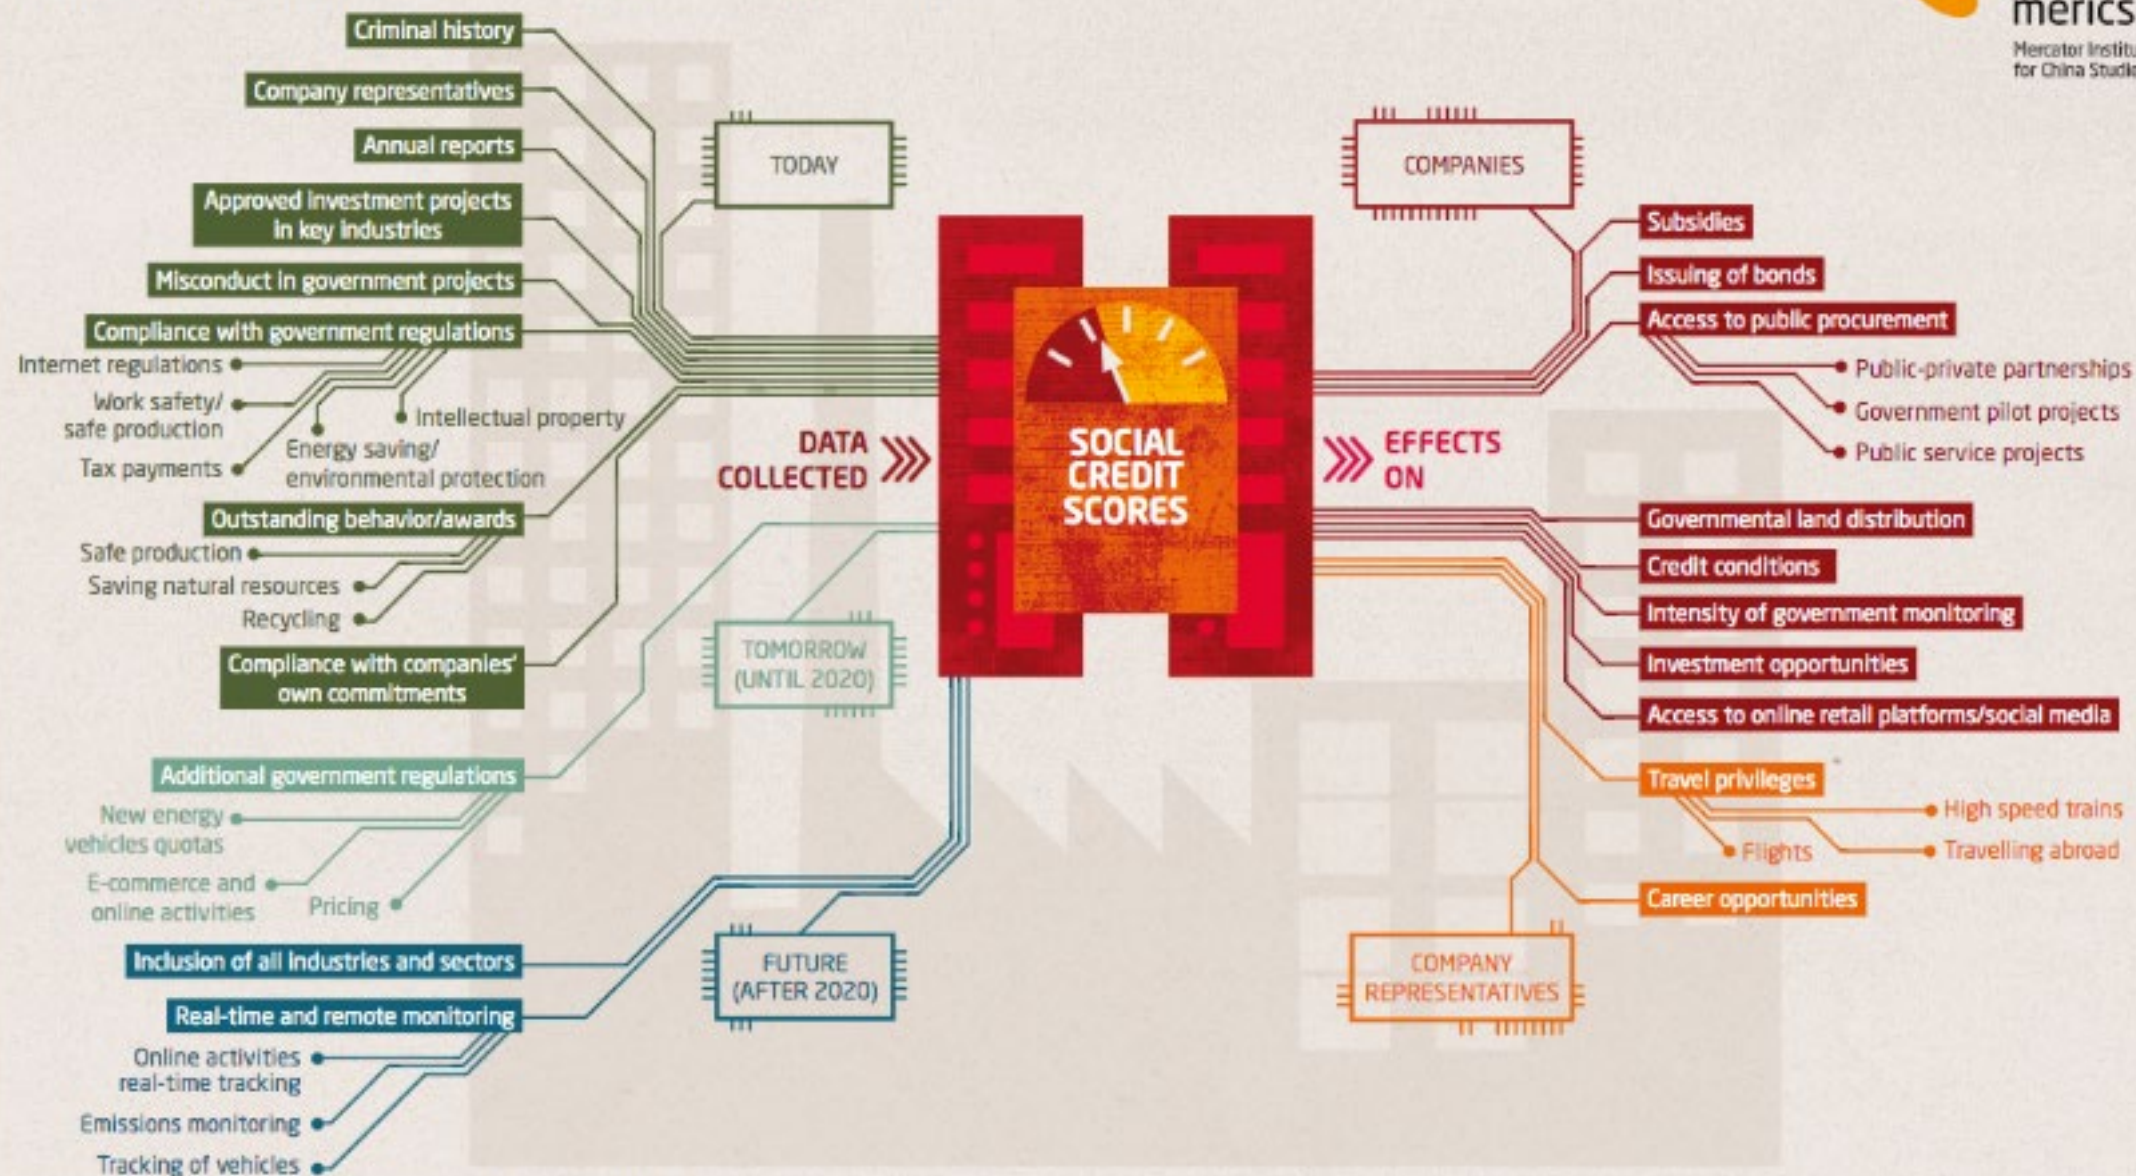 merics
Mercator Institu
for China Studie
Criminal history
Company representatives
Annual reports
Approved investment projects
in key industries
Misconduct in government projects
Compliance with government regulations
Internet regulations
Work safety/
safe production
Tax payments
Energy saving/
environmental protection
Intellectual property
Outstanding behavior/awards
Safe production
Saving natural resources
Recycling
Compliance with companies'
own commitments
Additional government regulations
New energy
vehicles quotas
E-commerce and
online activities
Pricing
Inclusion of all industries and sectors
Real-time and remote monitoring
Online activities
real-time tracking
Emissions monitoring
Tracking of vehicles
TODAY
DATA
COLLECTED
TOMORROW
(UNTIL 2020)
FUTURE
(AFTER 2020)
SOCIAL
CREDIT
SCORES
EFFECTS
ON
COMPANIES
Subsidies
Issuing of bonds
Access to public procurement
Public-private partnerships
Government pilot projects
Public service projects
Governmental land distribution
Credit conditions
Intensity of government monitoring
Investment opportunities
Access to online retail platforms/social media
Travel privileges
High speed trains
Flights
Travelling abroad
Career opportunities
COMPANY
REPRESENTATIVES